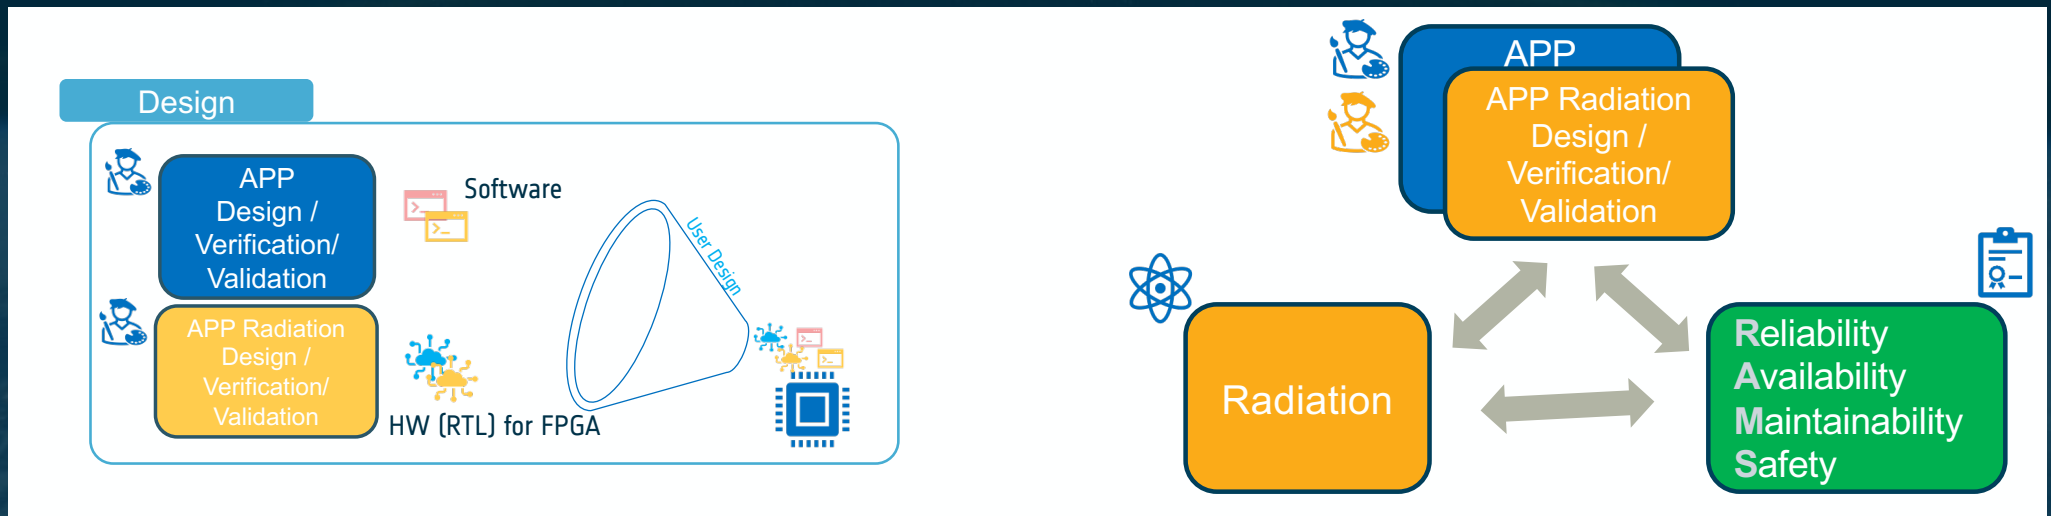 Design
APP
Design /
Verification/
Validation
APP Radiation
Design /
Verification/
Validation
Software
HW (RTL) for FPGA
User Design
APP
APP Radiation
Design /
Verification/
Validation
Radiation
Reliability
Availability
Maintainability
Safety